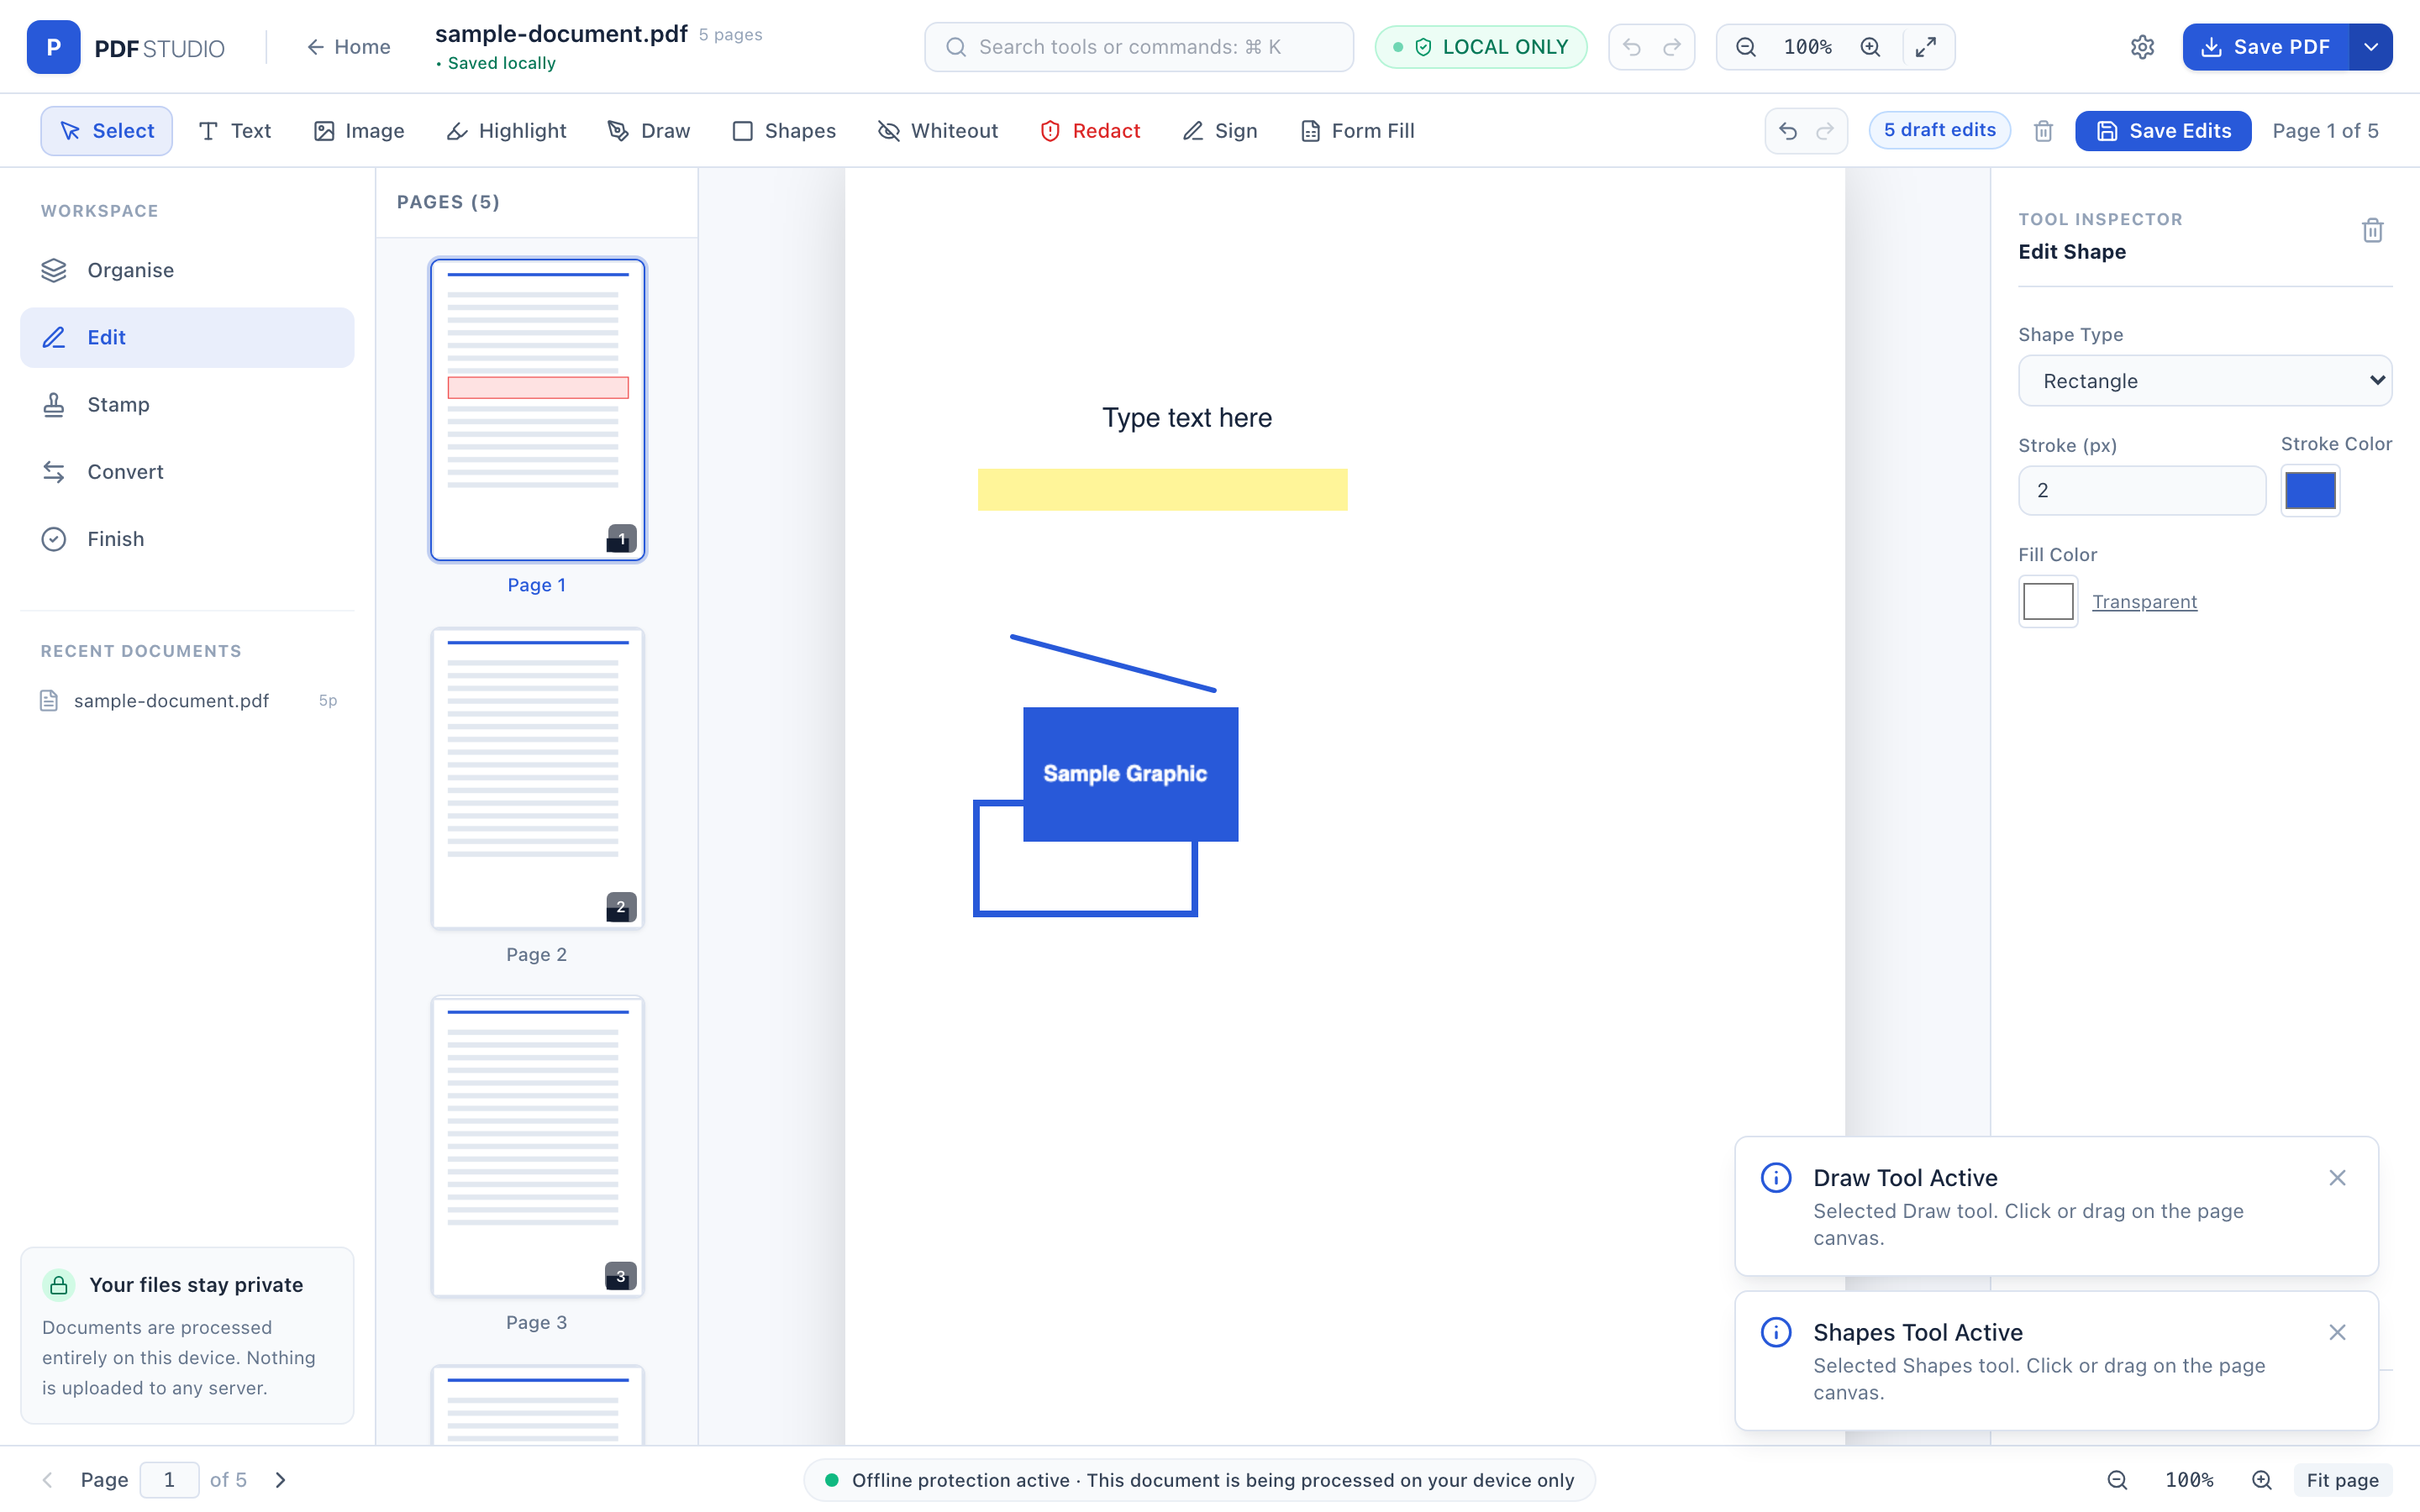 P PDF STUDIO
Home
sample-document.pdf 5 pages
• Saved locally
Search tools or commands: ⌘ K
LOCAL ONLY
100%
Save PDF
Select
Text
Image
Highlight
Draw
Shapes
Whiteout
Redact
Sign
Form Fill
5 draft edits
Save Edits
Page 1 of 5
WORKSPACE
Organise
Edit
Stamp
Convert
Finish
RECENT DOCUMENTS
sample-document.pdf 5p
Your files stay private
Documents are processed
entirely on this device. Nothing
is uploaded to any server.
PAGES (5)
1
Page 1
2
Page 2
3
Page 3
Type text here
Sample Graphic
TOOL INSPECTOR
Edit Shape
Shape Type
Rectangle
Stroke (px)
Stroke Color
2
Fill Color
Transparent
Draw Tool Active
Selected Draw tool. Click or drag on the page
canvas.
Shapes Tool Active
Selected Shapes tool. Click or drag on the page
canvas.
Page 1 of 5
Offline protection active · This document is being processed on your device only
100%
Fit page